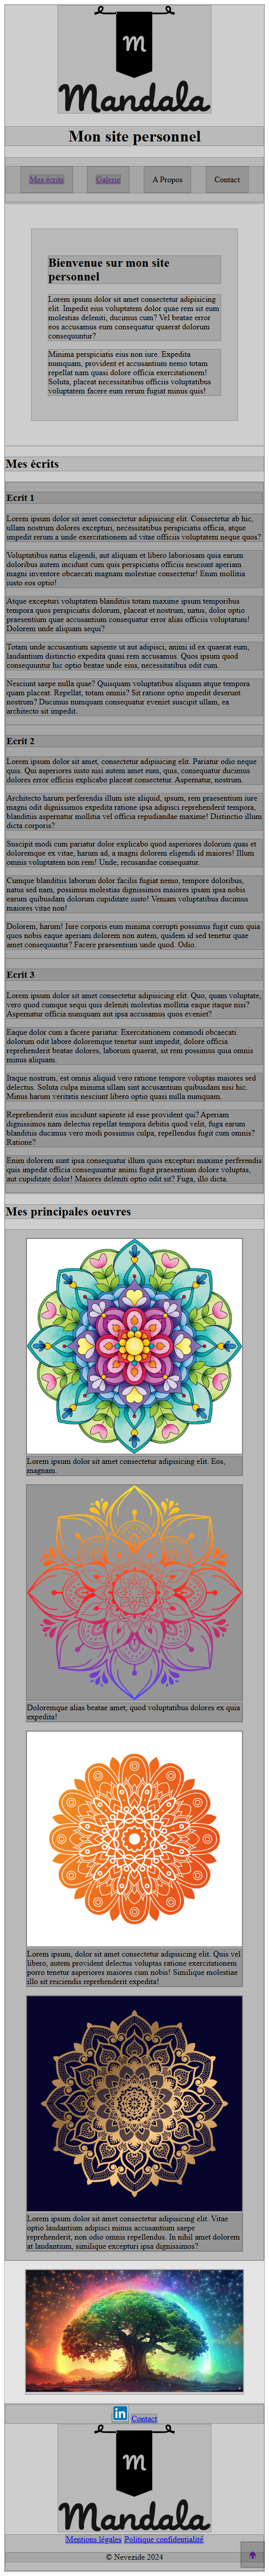 m
Mandala
Mon site personnel
Mes écrits
Galerie
A Propos
Contact
Bienvenue sur mon site
personnel
Lorem ipsum dolor sit amet consectetur adipisicing
elit. Impedit eius voluptatem dolor quae rem sit eum
molestias deleniti, ducimus cum? Vel beatae error
eos accusamus eum consequatur quaerat dolorum
consequuntur?
Minima perspiciatis eius non iure. Expedita
numquam, provident et accusantium nemo totam
repellat nam quasi dolore officia exercitationem!
Soluta, placeat necessitatibus officiis voluptatibus
voluptatem facere eum rerum fugiat minus quis!
Mes écrits
Ecrit 1
Lorem ipsum dolor sit amet consectetur adipisicing elit. Consectetur ab hic,
ullam nostrum dolores excepturi, necessitatibus perspiciatis officia, atque
impedit rerum a unde exercitationem ad vitae officiis voluptatem neque quos?
Voluptatibus natus eligendi, aut aliquam et libero laboriosam quia earum
doloribus autem incidunt cum quis perspiciatis officiis nesciunt aperiam
magni inventore obcaecati magnam molestiae consectetur! Enim mollitia
iusto eos optio!
Atque excepturi voluptatem blanditiis totam maxime ipsum temporibus
tempora quos perspiciatis dolorum, placeat et nostrum, natus, dolor optio
praesentium quae accusantium consequatur error alias officiis voluptatum!
Dolorem unde aliquam sequi?
Totam unde accusantium sapiente ut aut adipisci, animi id ex quaerat eum,
laudantium distinctio expedita quasi rem accusamus. Quos ipsum quod
consequuntur hic optio beatae unde eius, necessitatibus odit cum.
Nesciunt saepe nulla quae? Quisquam voluptatibus aliquam atque tempora
quam placeat. Repellat, totam omnis? Sit ratione optio impedit deserunt
nostrum? Ducimus numquam consequatur eveniet suscipit ullam, ea
architecto sit impedit.
Ecrit 2
Lorem ipsum dolor sit amet, consectetur adipisicing elit. Pariatur odio neque
quis. Qui asperiores iusto nisi autem amet eum, quis, consequatur ducimus
dolores error officiis explicabo placeat consectetur. Aspernatur, nostrum.
Architecto harum perferendis illum iste aliquid, ipsum, rem praesentium iure
magni odit dignissimos expedita ratione ipsa adipisci reprehenderit tempora,
blanditiis aspernatur mollitia vel officia repudiandae maxime! Distinctio illum
dicta corporis?
Suscipit modi cum pariatur dolor explicabo quod asperiores dolorum quas et
doloremque ex vitae, harum ad, a magni dolorem eligendi id maiores! Illum
omnis voluptatem non rem! Unde, recusandae consequatur.
Cumque blanditiis laborum dolor facilis fugiat nemo, tempore doloribus,
natus sed nam, possimus molestias dignissimos maiores ipsam ipsa nobis
earum quibusdam dolorum cupiditate iusto! Veniam voluptatibus ducimus
maiores vitae non!
Dolorem, harum! Iure corporis eum minima corrupti possimus fugit cum quia
quos nobis eaque aperiam dolorem non autem, quidem id sed tenetur quae
amet consequuntur? Facere praesentium unde quod. Odio.
Ecrit 3
Lorem ipsum dolor sit amet consectetur adipisicing elit. Quo, quam voluptate,
vero quod cumque sequi quis deleniti molestias mollitia eaque itaque nisi?
Aspernatur officia numquam aut ipsa accusamus quos eveniet?
Eaque dolor cum a facere pariatur. Exercitationem commodi obcaecati
dolorum odit labore doloremque tenetur sunt impedit, dolore officia
reprehenderit beatae dolores, laborum quaerat, sit rem possimus quia omnis
minus aliquam.
Itaque nostrum, est omnis aliquid vero ratione tempore voluptas maiores sed
delectus. Soluta culpa minima ullam sint accusantium quibusdam nisi hic.
Minus harum veritatis nesciunt libero optio quasi nulla numquam.
Reprehenderit eius incidunt sapiente id esse provident qui? Aperiam
dignissimos nam delectus repellat tempora debitis quod velit, fuga earum
blanditiis ducimus vero modi possimus culpa, repellendus fugit cum omnis?
Ratione?
Enim dolorem sunt ipsa consequatur illum quos excepturi maxime perferendis
quis impedit officia consequuntur animi fugit praesentium dolore voluptas,
aut cupiditate dolor! Maiores deleniti optio odit sit? Fuga, illo dicta.
Mes principales oeuvres
Lorem ipsum dolor sit amet consectetur adipisicing elit. Eos,
magnam.
Doloremque alias beatae amet, quod voluptatibus dolores ex quia
expedita!
Lorem ipsum, dolor sit amet consectetur adipisicing elit. Quis vel
libero, autem provident delectus voluptas ratione exercitationem
porro tenetur asperiores maiores cum nobis! Similique molestiae
illo sit reiciendis reprehenderit expedita!
Lorem ipsum dolor sit amet consectetur adipisicing elit. Vitae
optio laudantium adipisci minus accusantium saepe
reprehenderit, non odio omnis repellendus. In nihil amet dolorem
at laudantium, similique excepturi ipsa dignissimos?
in Contact
m
Mandala
Mentions légales Politique confidentialité
© Nevezide 2024